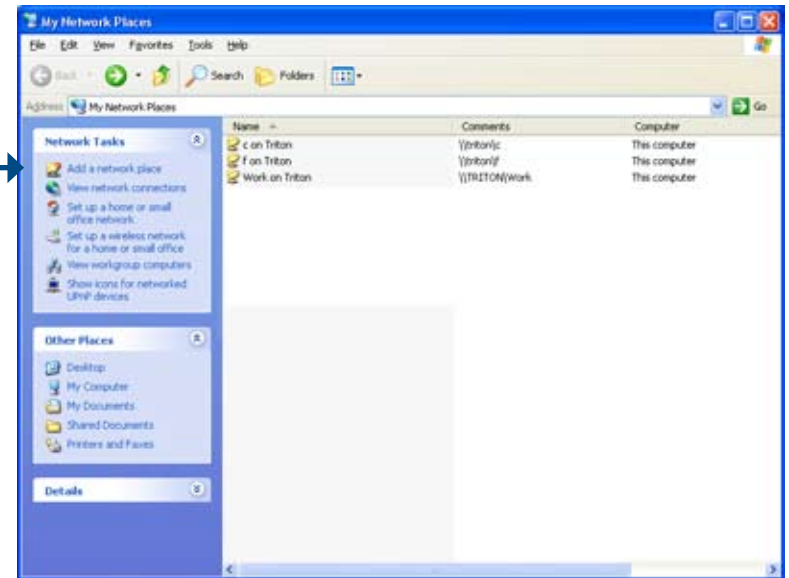 My Network Places
File Edit View Favorites Tools Help
Back Search Folders
Address My Network Places Go
Name Comments Computer
Network Tasks
Add a network place
View network connections
Set up a home or small
office network
Set up a wireless network
for a home or small office
View workgroup computers
Show icons for networked
UPnP devices
c on Triton \\triton\c This computer
f on Triton \\triton\f This computer
Work on Triton \\TRITON\Work This computer
Other Places
Desktop
My Computer
My Documents
Shared Documents
Printers and Faxes
Details